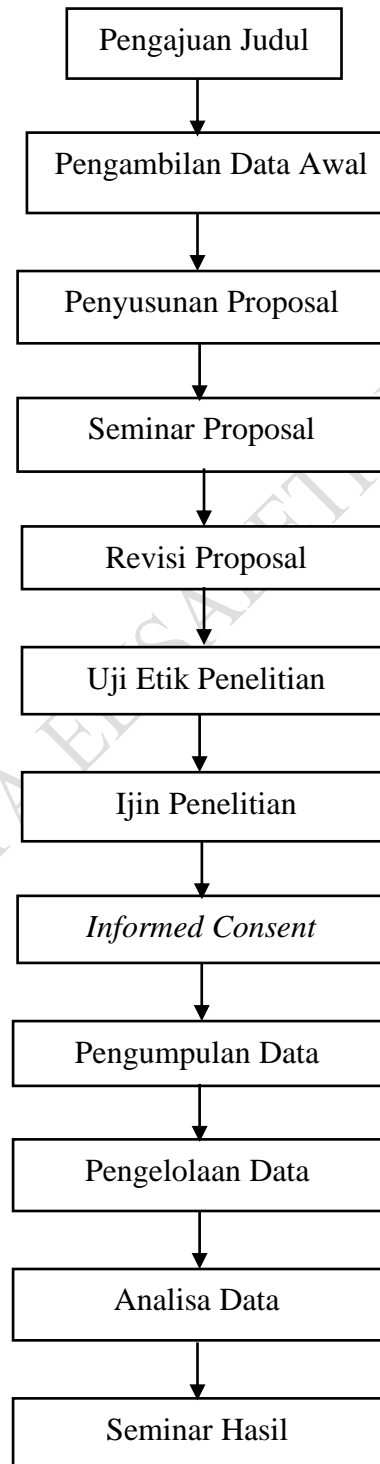 Pengajuan Judul
Pengambilan Data Awal
Penyusunan Proposal
Seminar Proposal
Revisi Proposal
Uji Etik Penelitian
Ijin Penelitian
Informed Consent
Pengumpulan Data
Pengelolaan Data
Analisa Data
Seminar Hasil